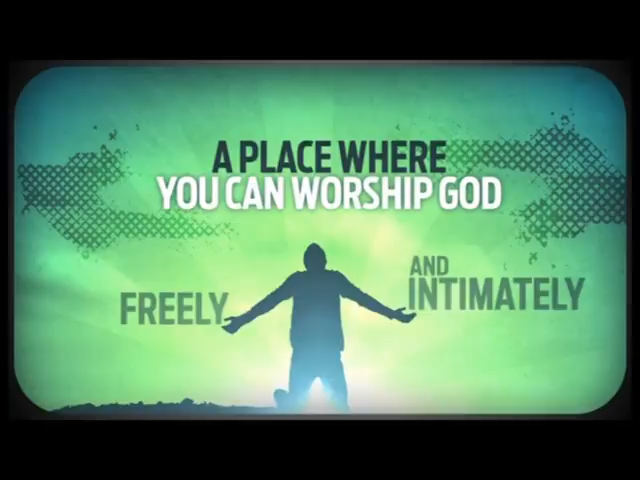 A PLACE WHERE
YOU CAN WORSHIP GOD
FREELY
AND
INTIMATELY